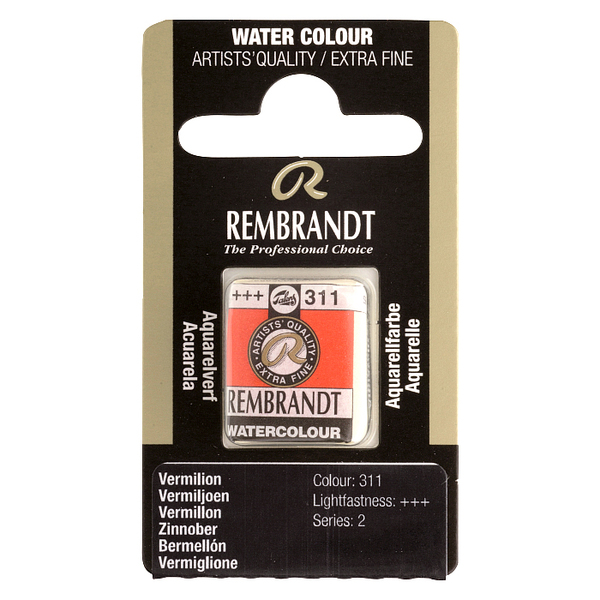 WATER COLOUR
ARTISTS' QUALITY / EXTRA FINE
R
REMBRANDT
The Professional Choice
+++ Talens 311
ARTISTS' QUALITY
R
EXTRA FINE
REMBRANDT
WATERCOLOUR
Aquarelverf
Acuarela
Aquarellfarbe
Aquarelle
Vermilion
Vermiljoen
Vermillon
Zinnober
Bermellón
Vermiglione
Colour: 311
Lightfastness: +++
Series: 2